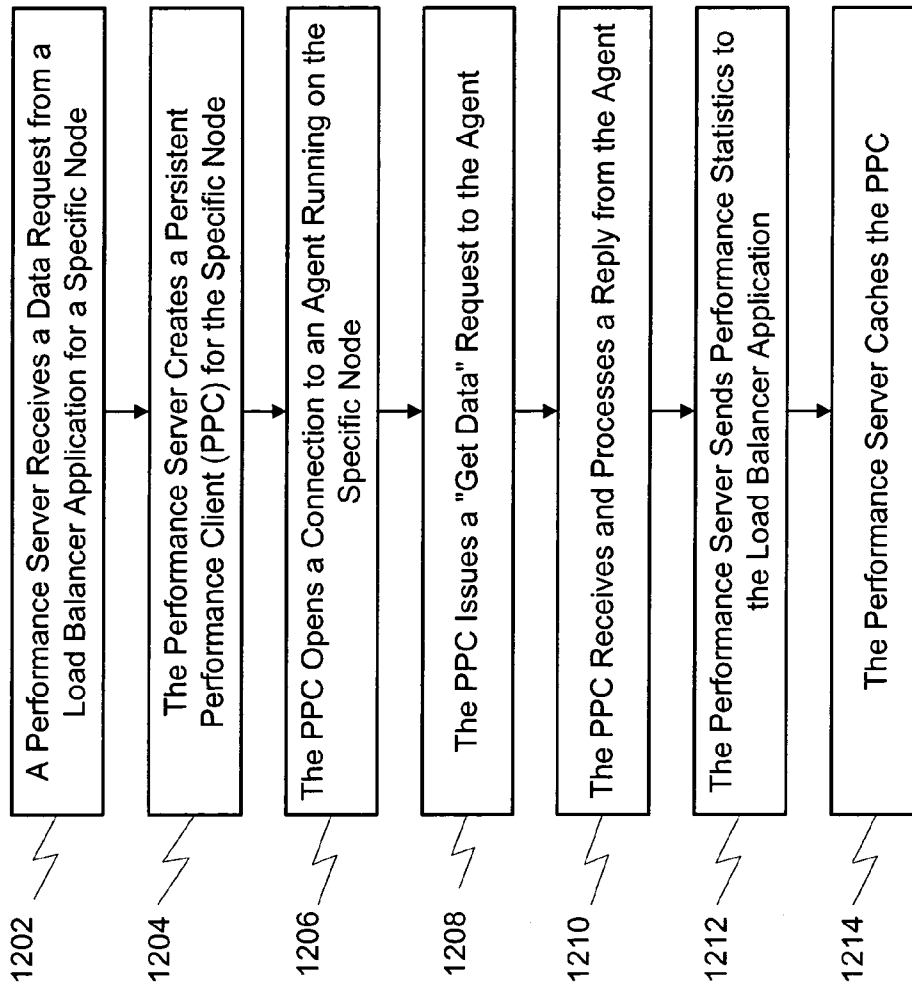 1202
A Performance Server Receives a Data Request from a
Load Balancer Application for a Specific Node
1204
The Performance Server Creates a Persistent
Performance Client (PPC) for the Specific Node
1206
The PPC Opens a Connection to an Agent Running on the
Specific Node
1208
The PPC Issues a "Get Data" Request to the Agent
1210
The PPC Receives and Processes a Reply from the Agent
1212
The Performance Server Sends Performance Statistics to
the Load Balancer Application
1214
The Performance Server Caches the PPC